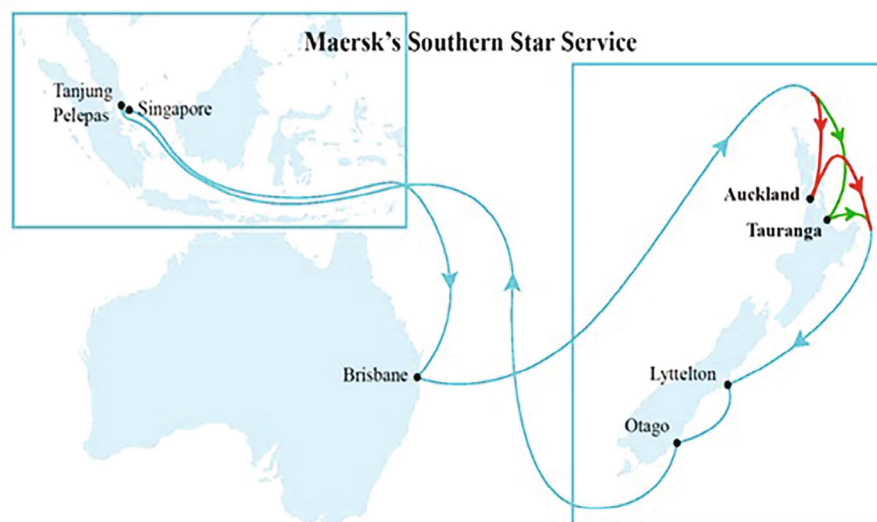 Maersk's Southern Star Service
Tanjung
Pelepas
Singapore
Auckland
Tauranga
Brisbane
Lyttelton
Otago